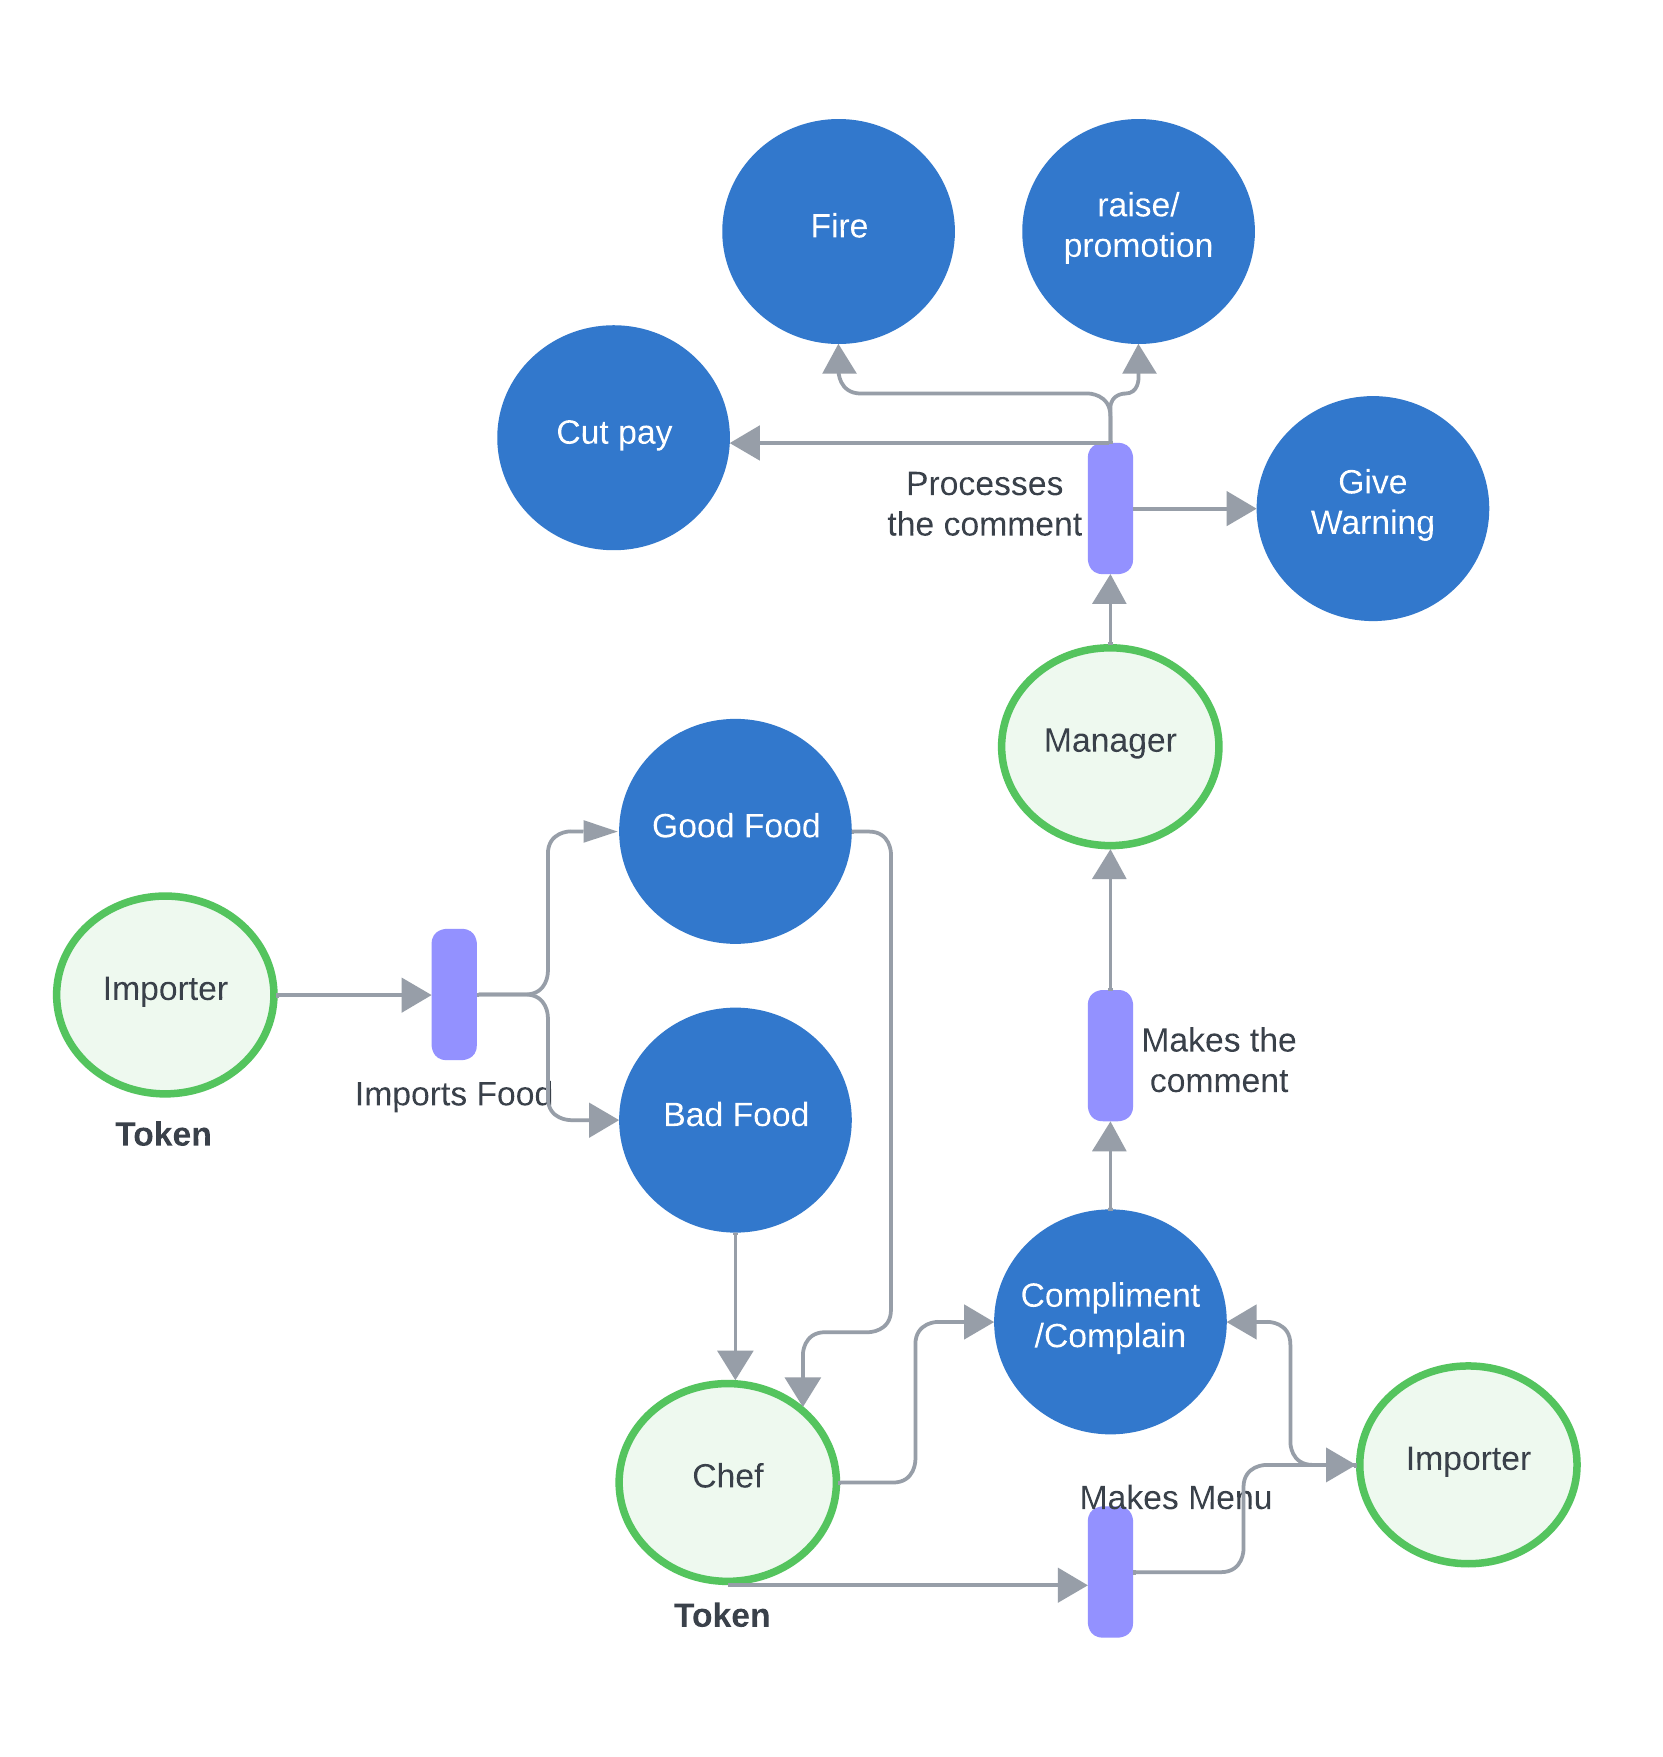 Fire
raise/
promotion
Cut pay
Give
Warning
Processes
the comment
Manager
Good Food
Importer
Imports Food
Token
Bad Food
Makes the
comment
Compliment
/Complain
Chef
Token
Makes Menu
Importer